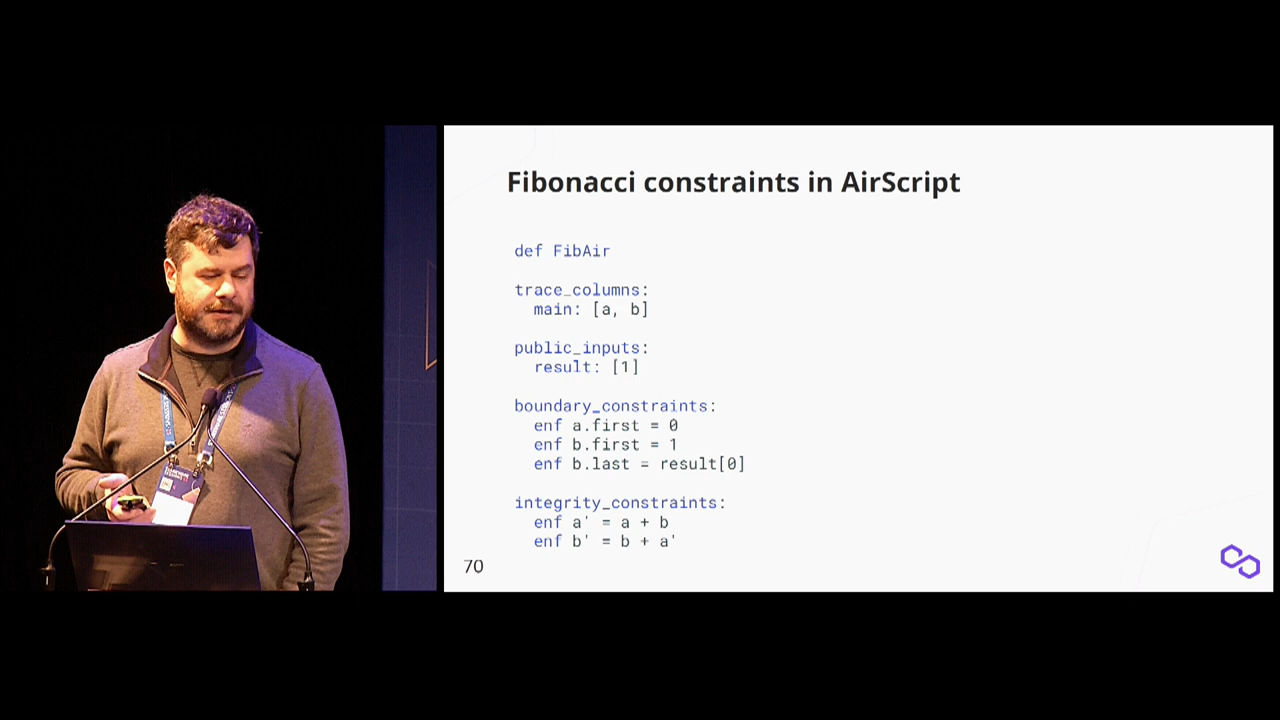 Fibonacci constraints in AirScript
def FibAir
trace_columns:
main: [a, b]
public_inputs:
result: [1]
boundary_constraints:
enf a.first = 0
enf b.first = 1
enf b.last = result[0]
integrity_constraints:
enf a' = a + b
enf b' = b + a'
70